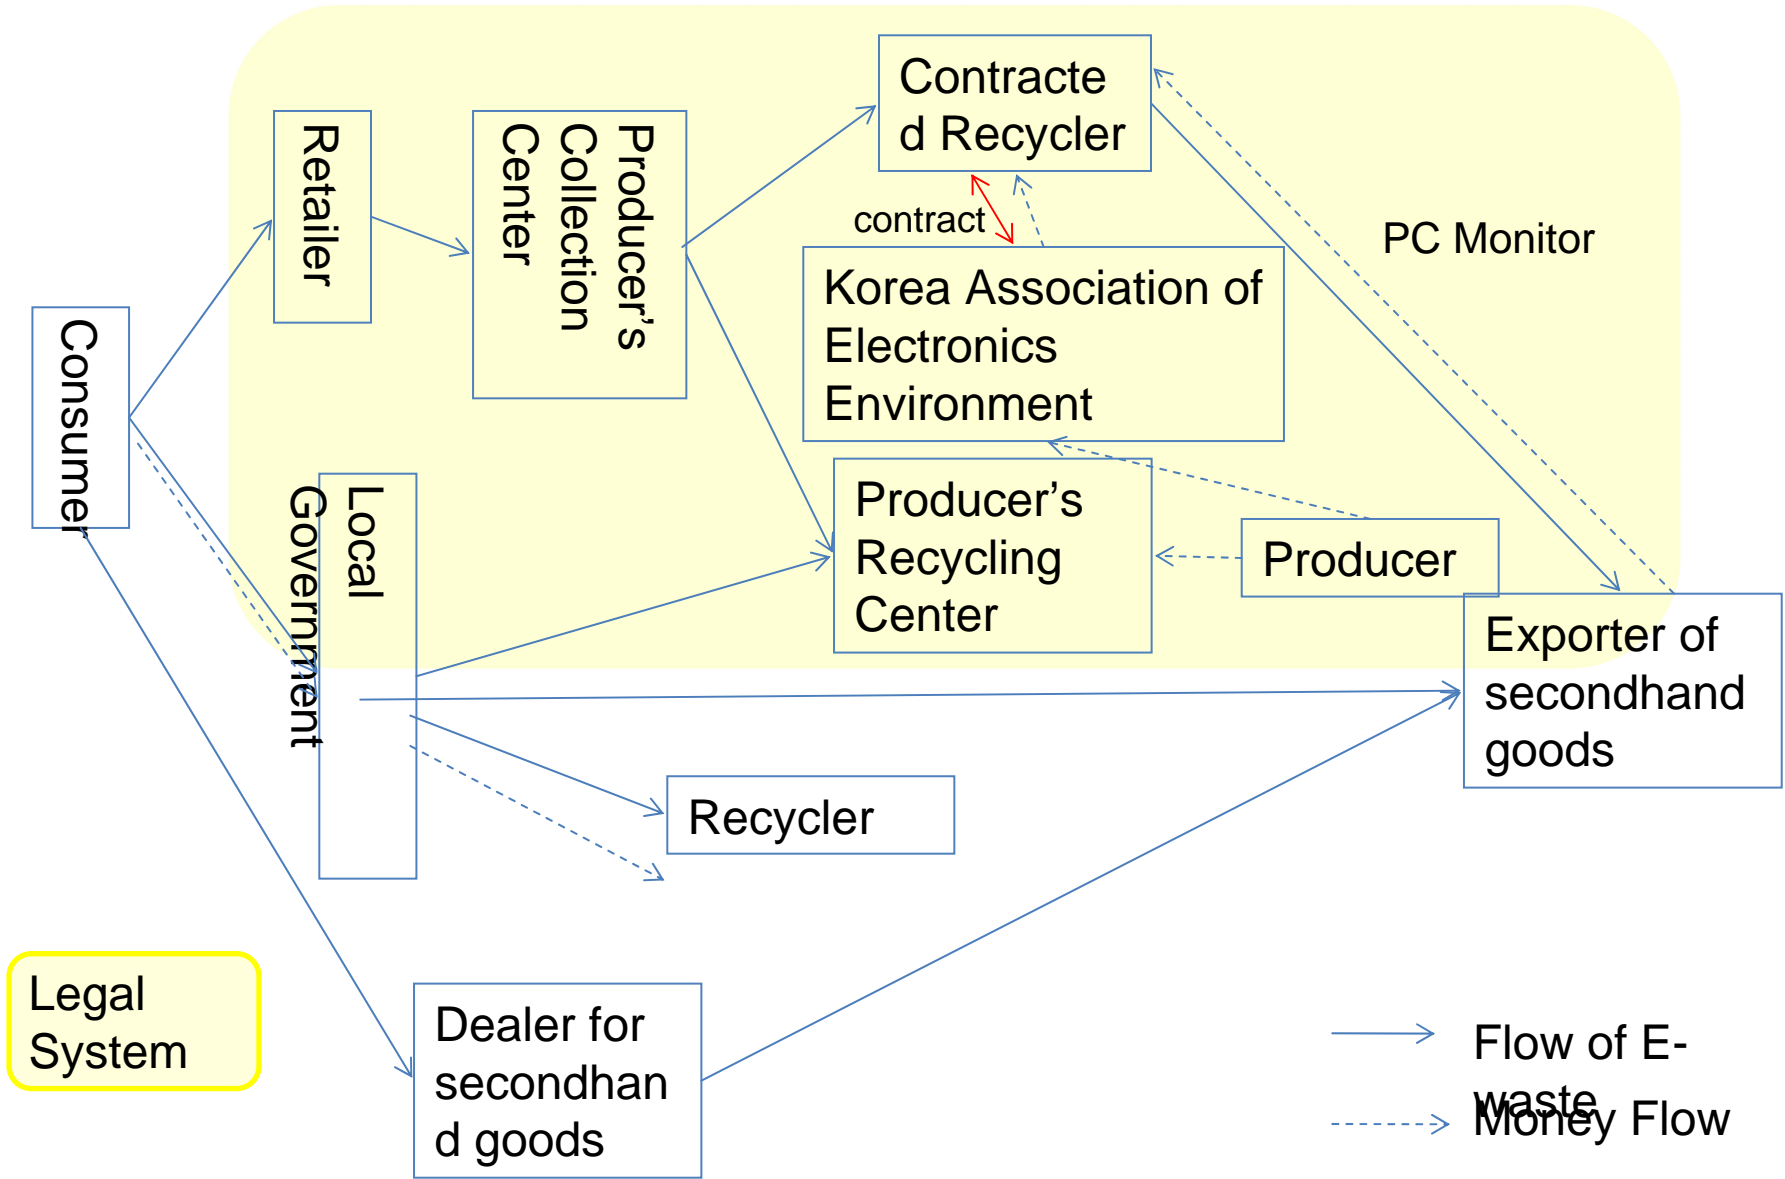 Contracte
d Recycler
Retailer
Producer’s
Collection
Center
contract
PC Monitor
Korea Association of
Electronics
Environment
Consumer
Local
Government
Producer’s
Recycling
Center
Producer
Exporter of
secondhand
goods
Recycler
Legal
System
Dealer for
secondhan
d goods
Flow of E-
waste
Money Flow